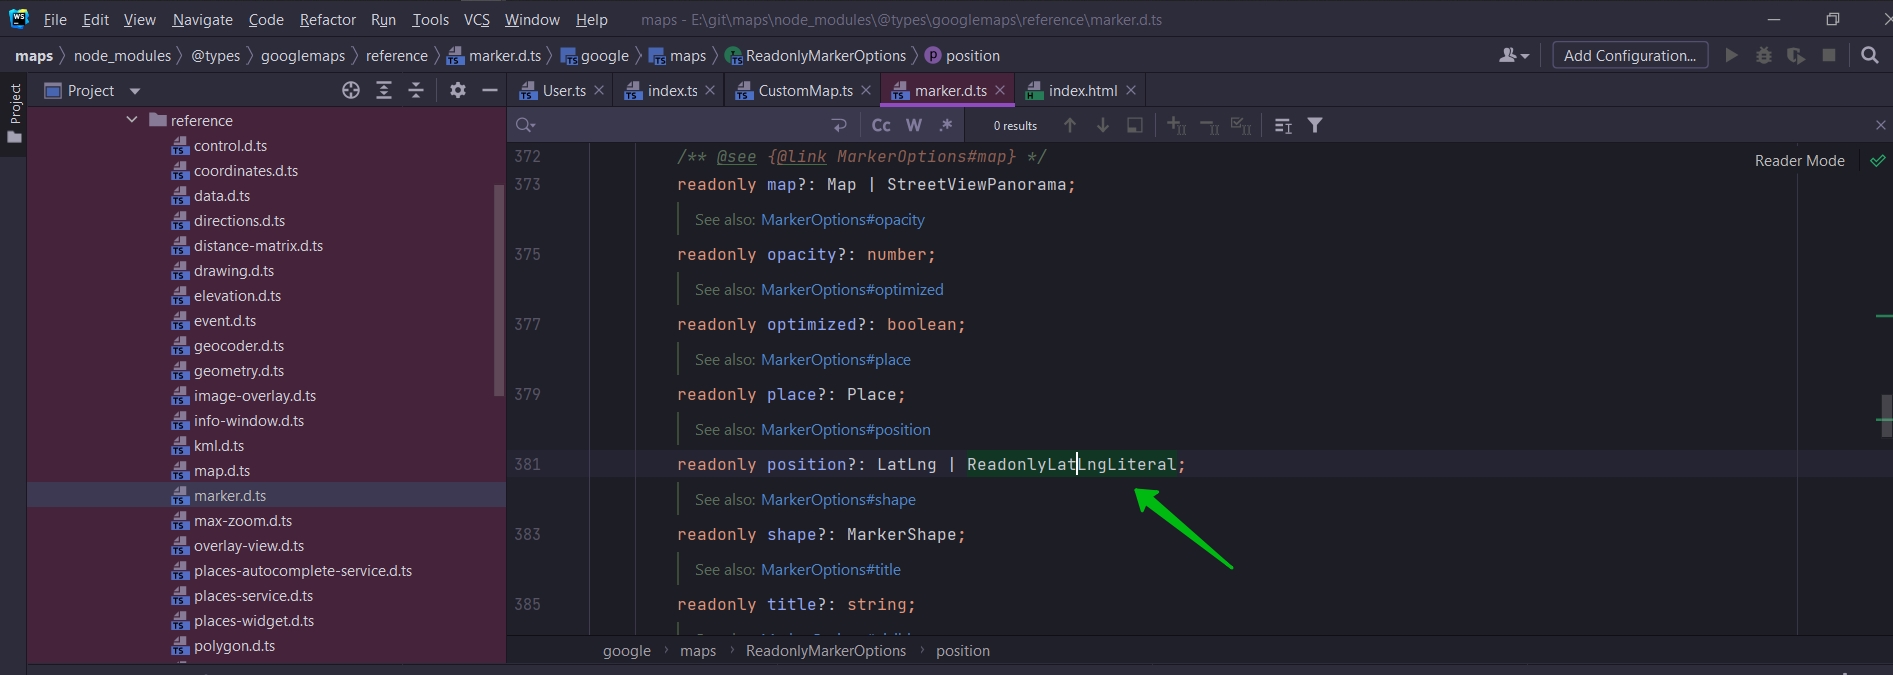 File Edit View Navigate Code Refactor Run Tools VCS Window Help maps - E:\git\maps\node_modules\@types\googlemaps\reference\marker.d.ts
maps node_modules @types googlemaps reference marker.d.ts google maps ReadonlyMarkerOptions position Add Configuration...
Project
Project
User.ts
index.ts
CustomMap.ts
marker.d.ts
index.html
Cc W .* 0 results
reference
control.d.ts
coordinates.d.ts
data.d.ts
directions.d.ts
distance-matrix.d.ts
drawing.d.ts
elevation.d.ts
event.d.ts
geocoder.d.ts
geometry.d.ts
image-overlay.d.ts
info-window.d.ts
kml.d.ts
map.d.ts
marker.d.ts
max-zoom.d.ts
overlay-view.d.ts
places-autocomplete-service.d.ts
places-service.d.ts
places-widget.d.ts
polygon.d.ts
Reader Mode
372 /** @see {@link MarkerOptions#map} */
373 readonly map?: Map | StreetViewPanorama;
See also: MarkerOptions#opacity
375 readonly opacity?: number;
See also: MarkerOptions#optimized
377 readonly optimized?: boolean;
See also: MarkerOptions#place
379 readonly place?: Place;
See also: MarkerOptions#position
381 readonly position?: LatLng | ReadonlyLatLngLiteral;
See also: MarkerOptions#shape
383 readonly shape?: MarkerShape;
See also: MarkerOptions#title
385 readonly title?: string;
google › maps › ReadonlyMarkerOptions › position